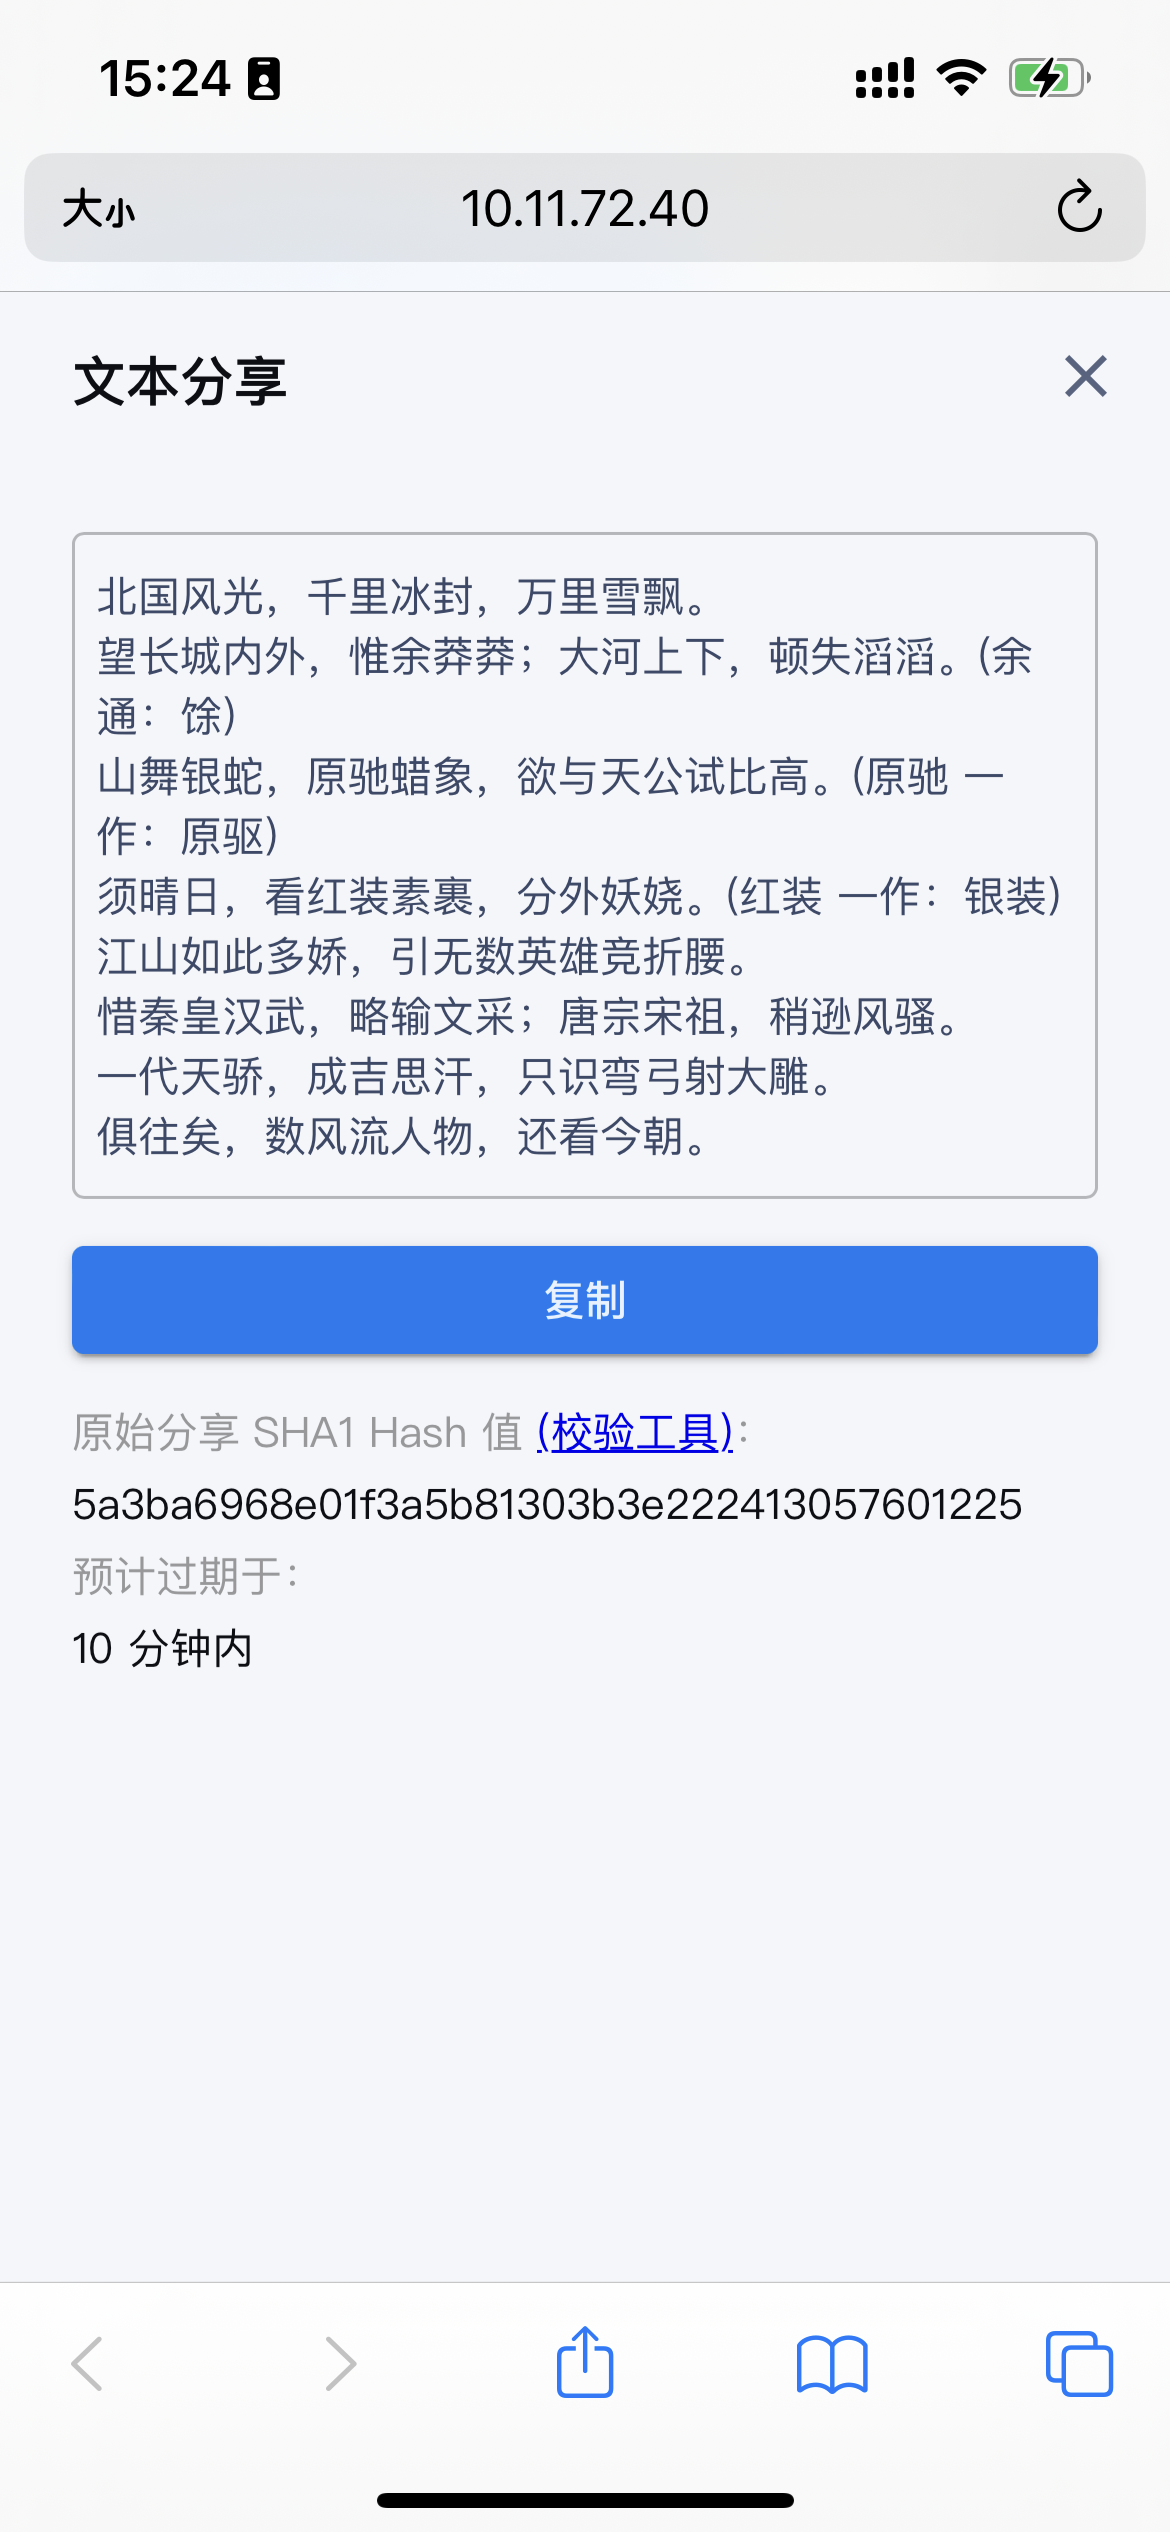 15:24
大小
10.11.72.40
文本分享
北国风光，千里冰封，万里雪飘。
望长城内外，惟余莽莽；大河上下，顿失滔滔。(余
通：馀)
山舞银蛇，原驰蜡象，欲与天公试比高。(原驰 一
作：原驱)
须晴日，看红装素裹，分外妖娆。(红装 一作：银装)
江山如此多娇，引无数英雄竞折腰。
惜秦皇汉武，略输文采；唐宗宋祖，稍逊风骚。
一代天骄，成吉思汗，只识弯弓射大雕。
俱往矣，数风流人物，还看今朝。
复制
原始分享 SHA1 Hash 值 (校验工具)：
5a3ba6968e01f3a5b81303b3e222413057601225
预计过期于：
10 分钟内